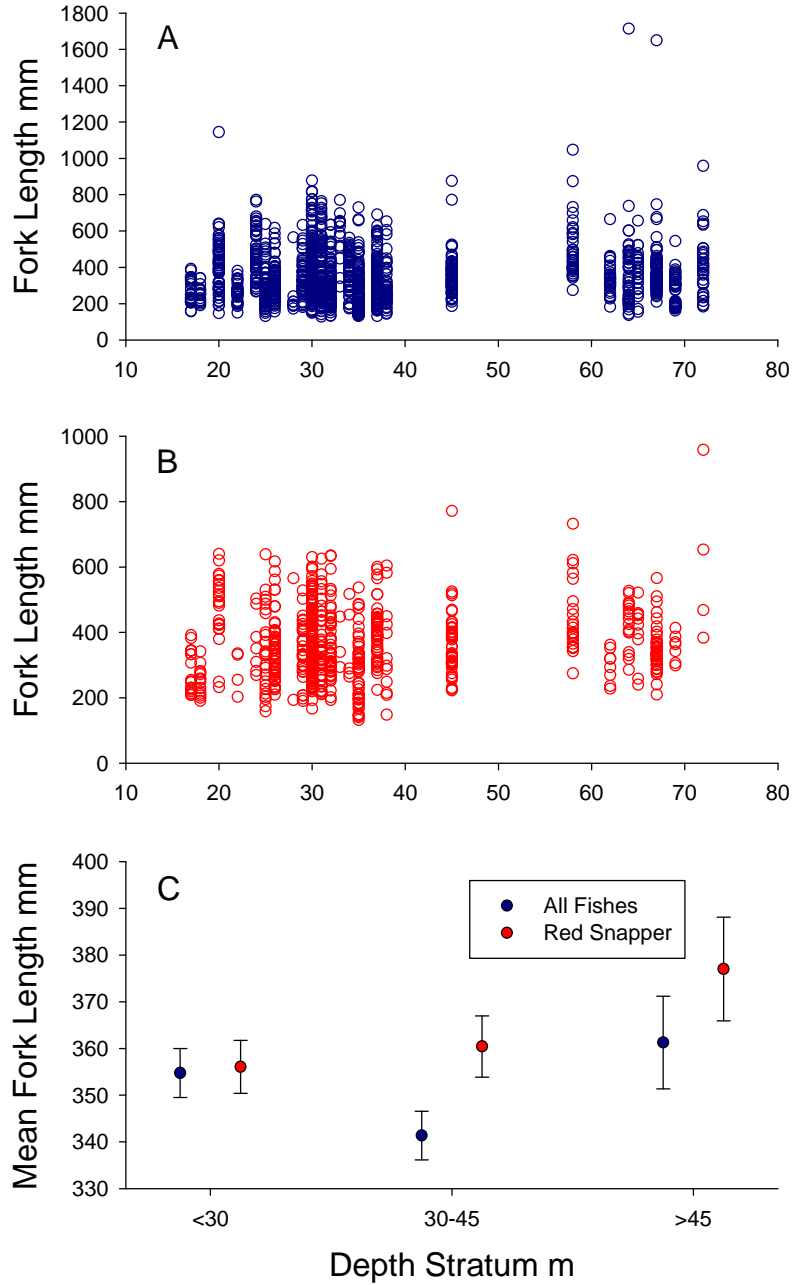 A
Fork Length mm
1800
1600
1400
1200
1000
800
600
400
200
0
10 20 30 40 50 60 70 80
B
Fork Length mm
1000
800
600
400
200
0
10 20 30 40 50 60 70 80
C
Mean Fork Length mm
400
390
380
370
360
350
340
330
All Fishes
Red Snapper
<30 30-45 >45
Depth Stratum m